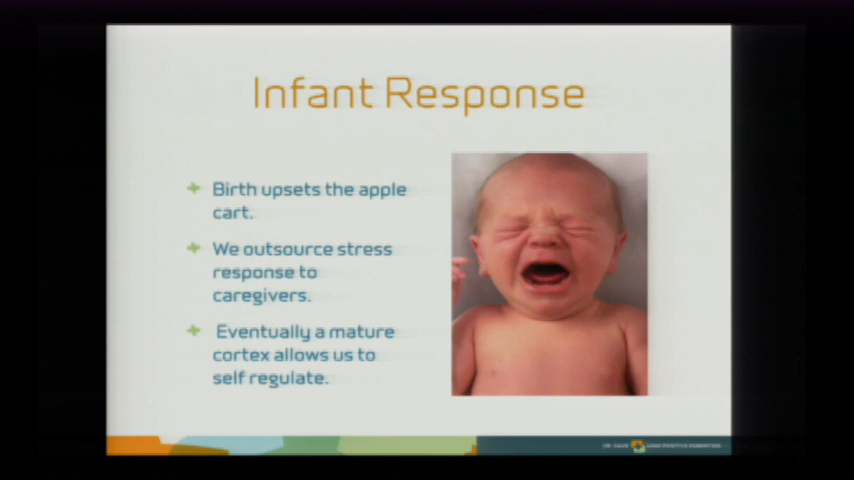 Infant Response
Birth upsets the apple
cart.
We outsource stress
response to
caregivers.
Eventually a mature
cortex allows us to
self regulate.